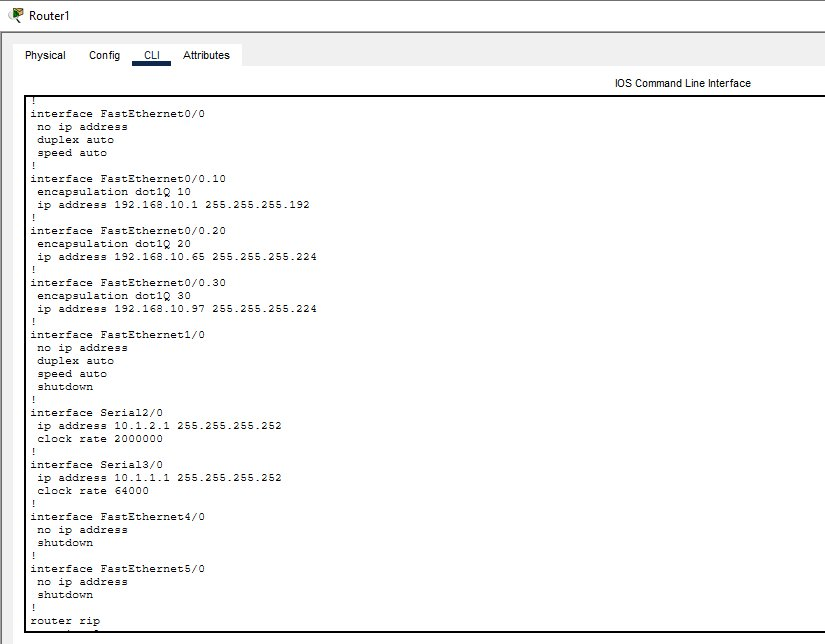 Router1
Physical Config CLI Attributes
IOS Command Line Interface
!
interface FastEthernet0/0
 no ip address
 duplex auto
 speed auto
!
interface FastEthernet0/0.10
 encapsulation dot1Q 10
 ip address 192.168.10.1 255.255.255.192
!
interface FastEthernet0/0.20
 encapsulation dot1Q 20
 ip address 192.168.10.65 255.255.255.224
!
interface FastEthernet0/0.30
 encapsulation dot1Q 30
 ip address 192.168.10.97 255.255.255.224
!
interface FastEthernet1/0
 no ip address
 duplex auto
 speed auto
 shutdown
!
interface Serial2/0
 ip address 10.1.2.1 255.255.255.252
 clock rate 2000000
!
interface Serial3/0
 ip address 10.1.1.1 255.255.255.252
 clock rate 64000
!
interface FastEthernet4/0
 no ip address
 shutdown
!
interface FastEthernet5/0
 no ip address
 shutdown
!
router rip